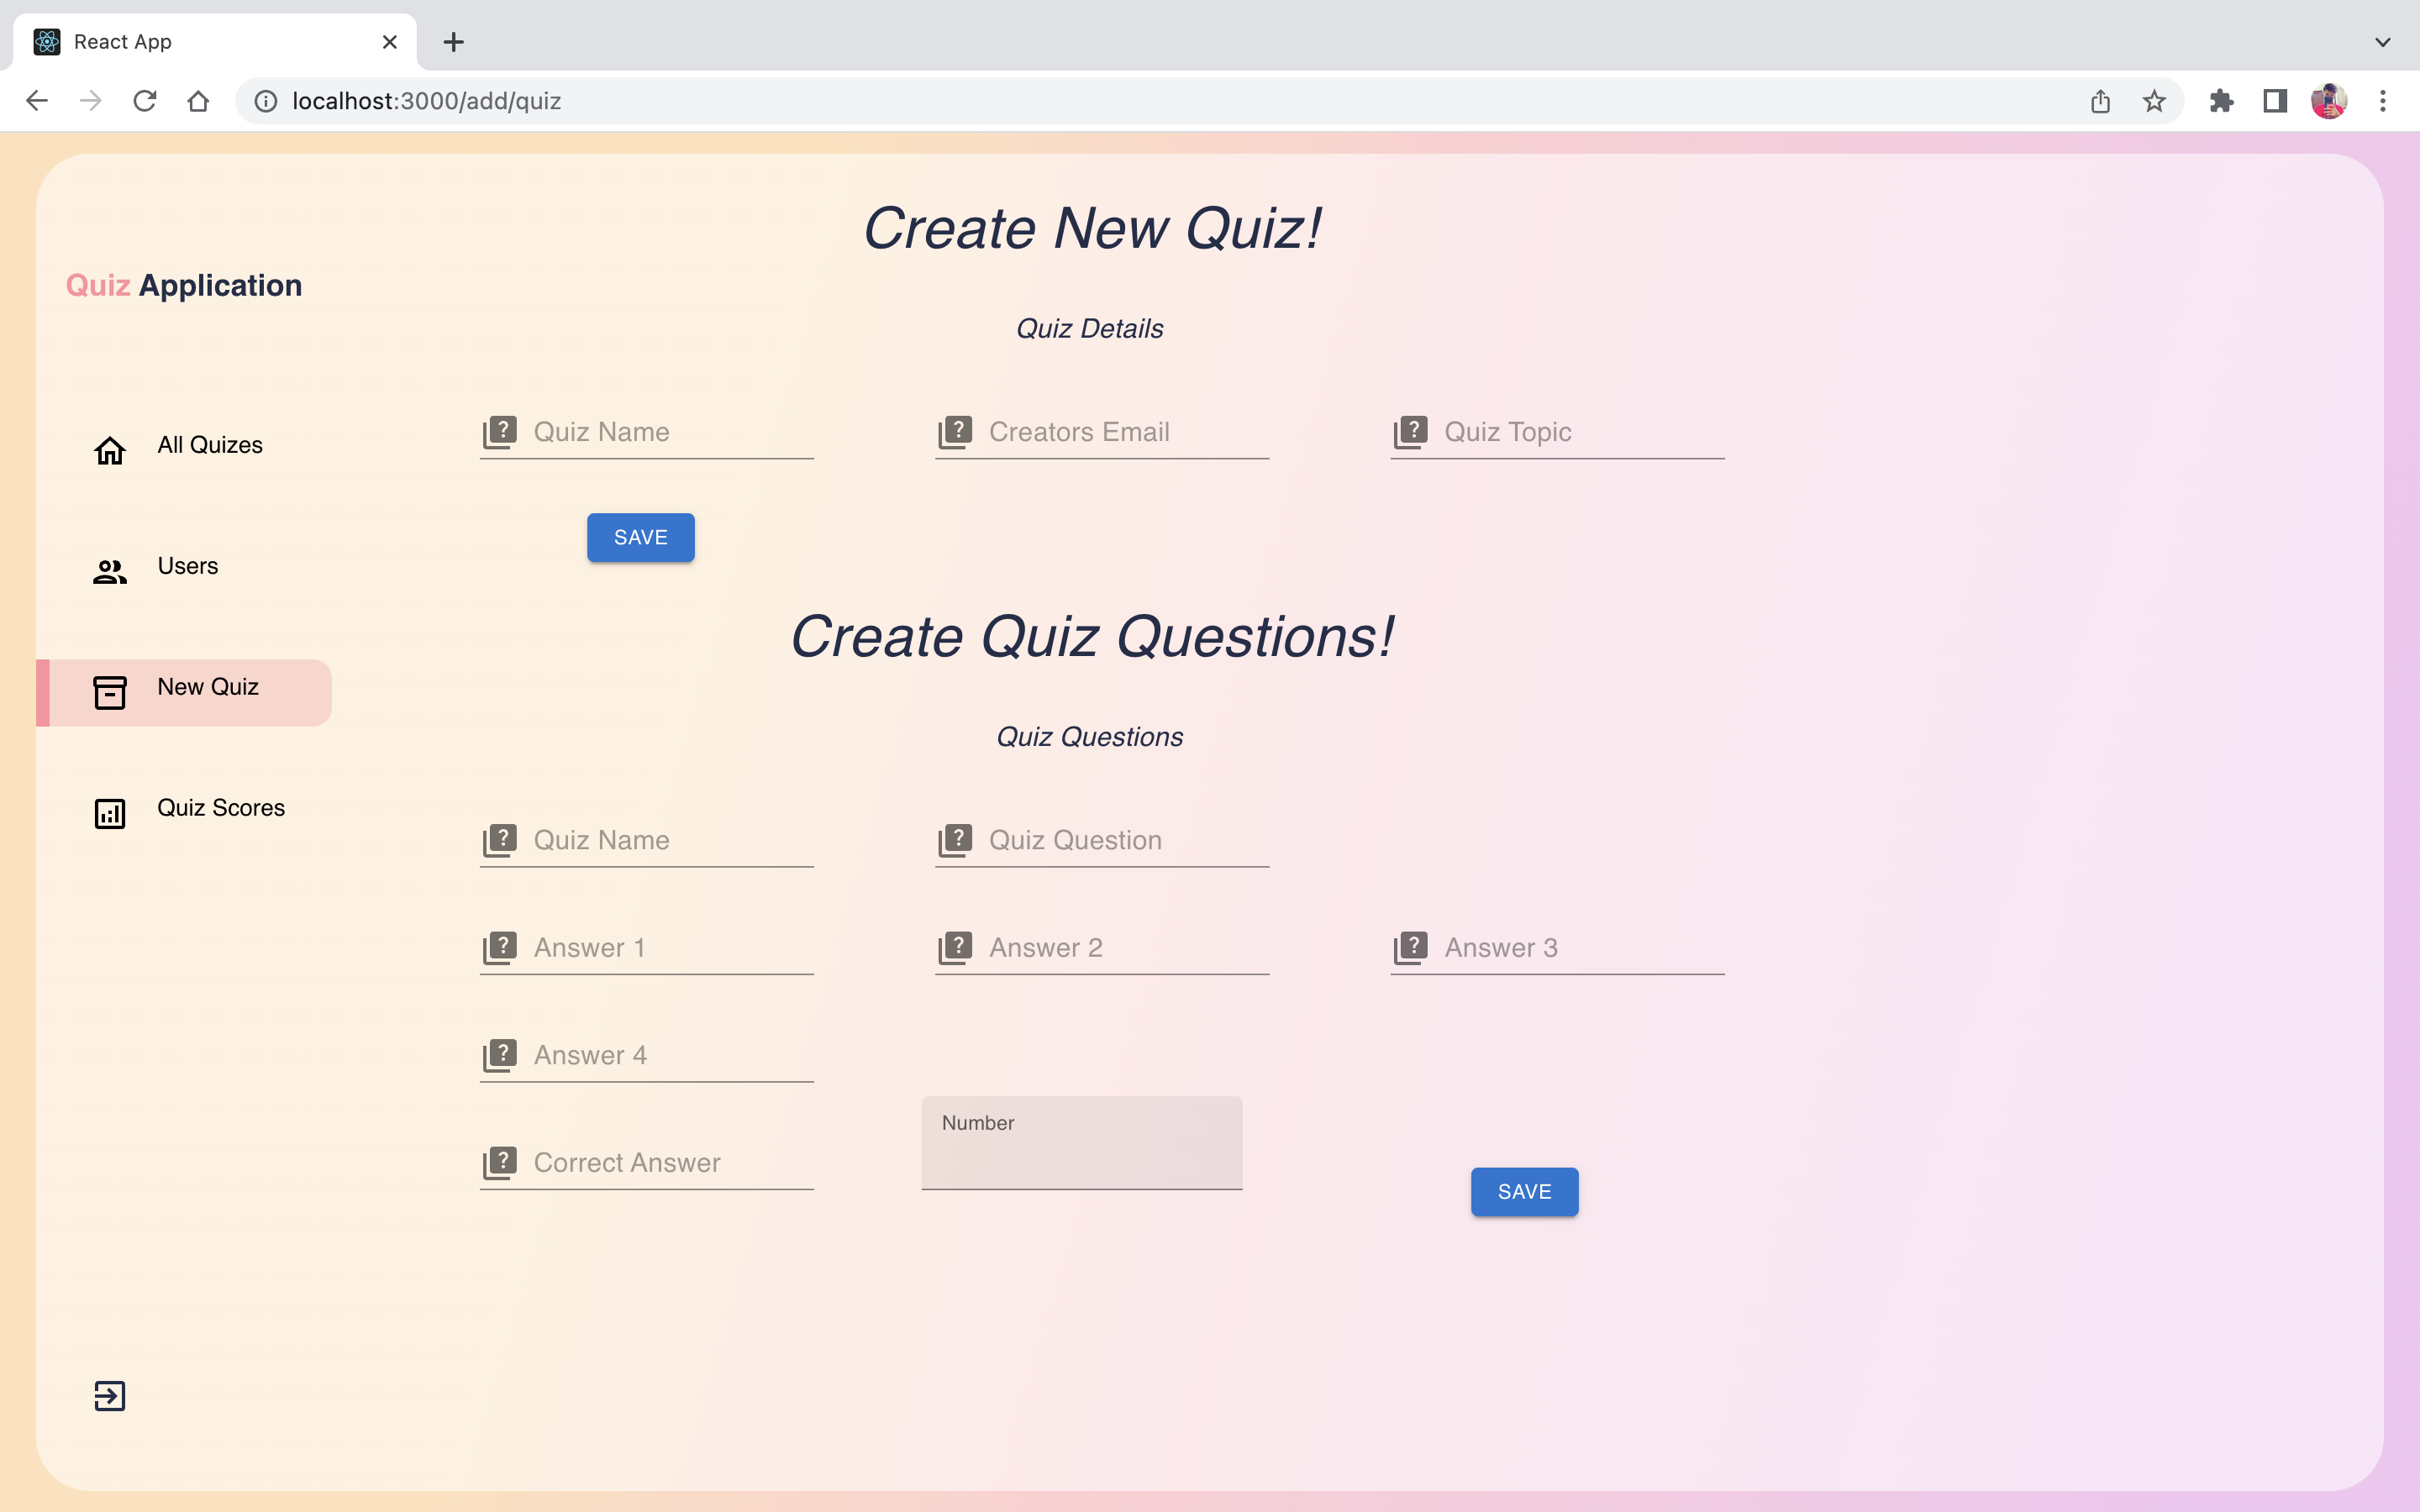 React App
localhost:3000/add/quiz
Create New Quiz!
Quiz Application
Quiz Details
All Quizes
Users
New Quiz
Quiz Scores
Quiz Name
Creators Email
Quiz Topic
SAVE
Create Quiz Questions!
Quiz Questions
Quiz Name
Quiz Question
Answer 1
Answer 2
Answer 3
Answer 4
Number
Correct Answer
SAVE